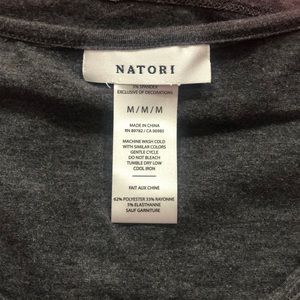 NATORI
5% SPANDEX
EXCLUSIVE OF DECORATIONS
M/M/M
MADE IN CHINA
RN 89782 / CA 00983
MACHINE WASH COLD
WITH SIMILAR COLORS
GENTLE CYCLE
DO NOT BLEACH
TUMBLE DRY LOW
COOL IRON
FAIT AUX CHINE
62% POLYESTER 33% RAYONNE
5% ELASTHANNE
SAUF GARNITURE